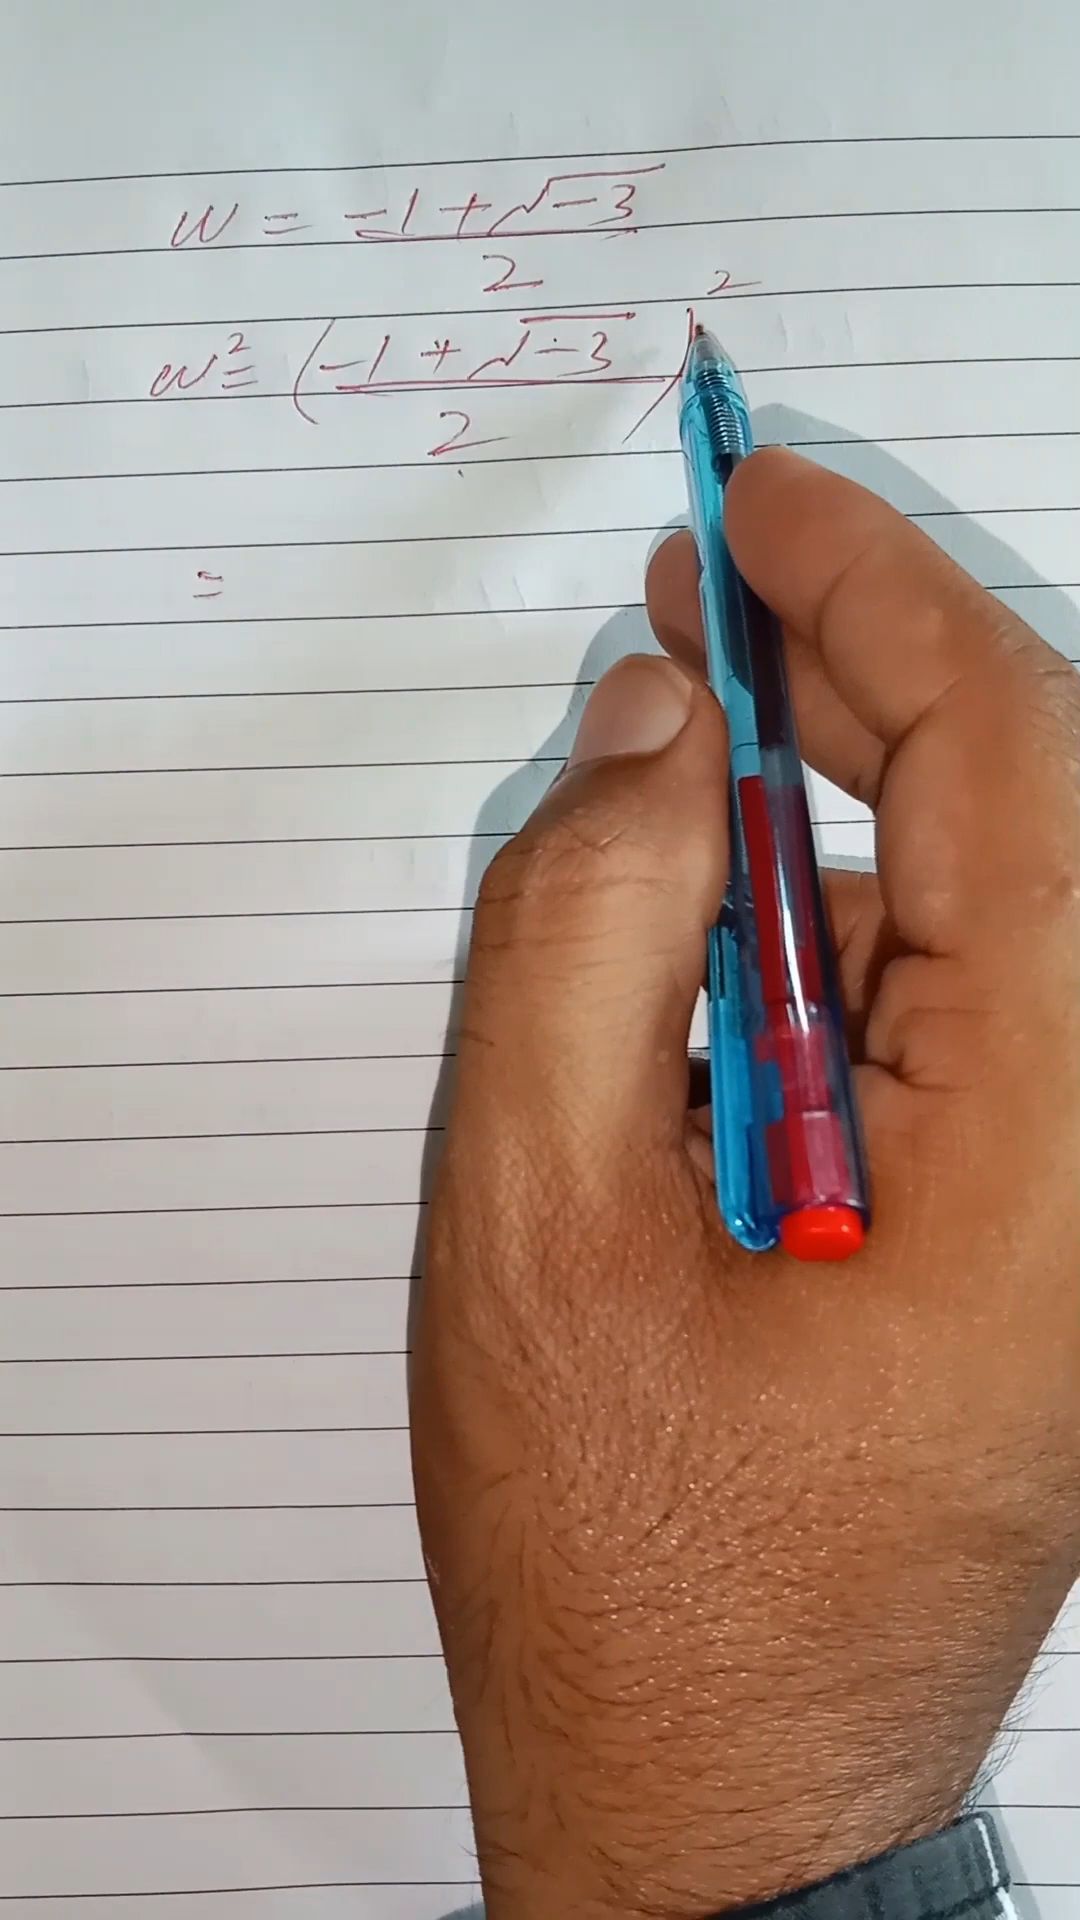 w = (-1 + √-3)/2
w² = ((-1 + √-3)/2)²
=